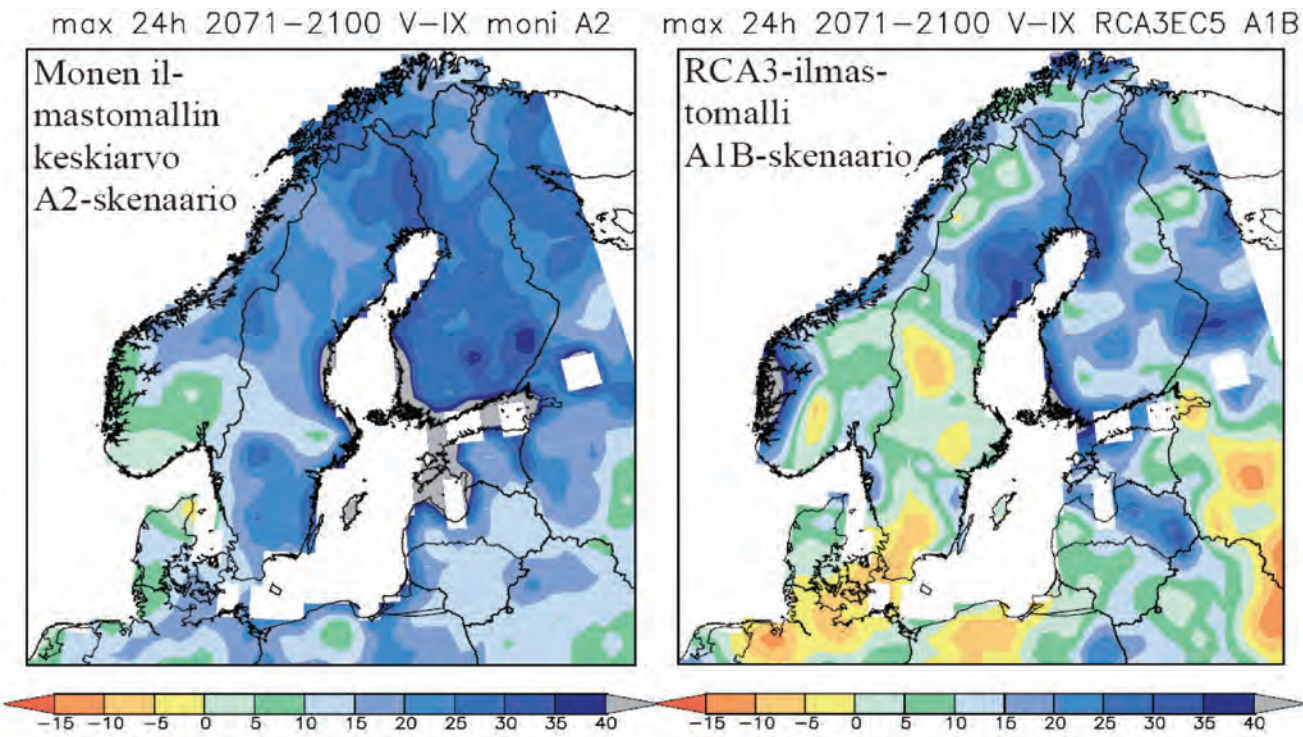 max 24h 2071-2100 V-IX moni A2
max 24h 2071-2100 V-IX RCA3EC5 A1B
Monen il-
mastomallin
keskiarvo
A2-skenaario
RCA3-ilmas-
tomalli
A1B-skenaario
-15 -10 -5 0 5 10 15 20 25 30 35 40
-15 -10 -5 0 5 10 15 20 25 30 35 40